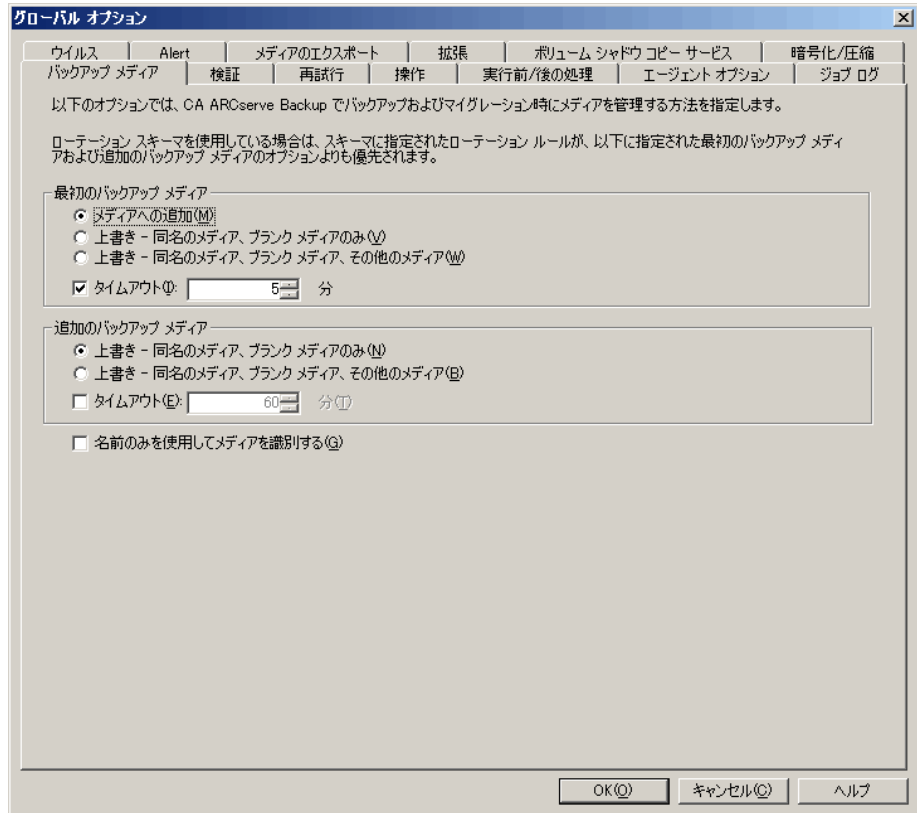 グローバル オプション
ウイルス
Alert
メディアのエクスポート
拡張
ボリューム シャドウ コピー サービス
暗号化/圧縮
バックアップ メディア
検証
再試行
操作
実行前/後の処理
エージェント オプション
ジョブ ログ
以下のオプションでは、CA ARCserve Backup でバックアップおよびマイグレーション時にメディアを管理する方法を指定します。
ローテーション スキーマを使用している場合は、スキーマに指定されたローテーション ルールが、以下に指定された最初のバックアップ メディ
アおよび追加のバックアップ メディアのオプションよりも優先されます。
最初のバックアップ メディア
メディアへの追加(M)
上書き - 同名のメディア、ブランク メディアのみ(V)
上書き - 同名のメディア、ブランク メディア、その他のメディア(W)
タイムアウト(I): 5 分
追加のバックアップ メディア
上書き - 同名のメディア、ブランク メディアのみ(N)
上書き - 同名のメディア、ブランク メディア、その他のメディア(B)
タイムアウト(E): 60 分(T)
名前のみを使用してメディアを識別する(G)
OK(O)
キャンセル(C)
ヘルプ